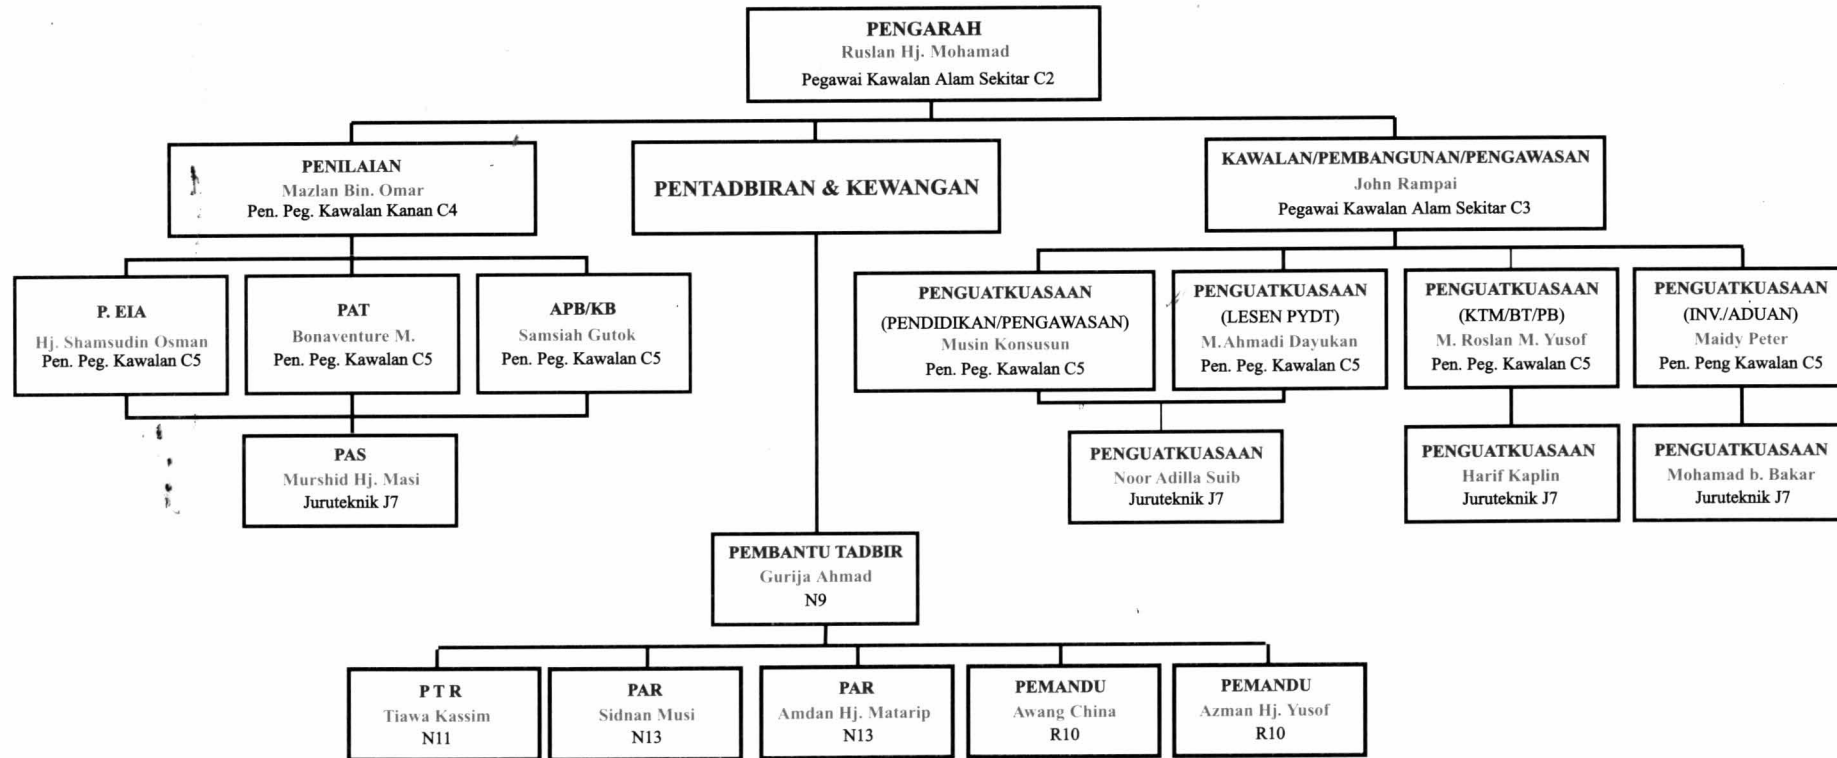 PENGARAH
Ruslan Hj. Mohamad
Pegawai Kawalan Alam Sekitar C2
PENILAIAN
Mazlan Bin. Omar
Pen. Peg. Kawalan Kanan C4
PENTADBIRAN & KEWANGAN
KAWALAN/PEMBANGUNAN/PENGAWASAN
John Rampai
Pegawai Kawalan Alam Sekitar C3
P. EIA
Hj. Shamsudin Osman
Pen. Peg. Kawalan C5
PAT
Bonaventure M.
Pen. Peg. Kawalan C5
APB/KB
Samsiah Gutok
Pen. Peg. Kawalan C5
PENGUATKUASAAN
(PENDIDIKAN/PENGAWASAN)
Musin Konsusun
Pen. Peg. Kawalan C5
PENGUATKUASAAN
(LESEN PYDT)
M.Ahmadi Dayukan
Pen. Peg. Kawalan C5
PENGUATKUASAAN
(KTM/BT/PB)
M. Roslan M. Yusof
Pen. Peg. Kawalan C5
PENGUATKUASAAN
(INV./ADUAN)
Maidy Peter
Pen. Peng Kawalan C5
PAS
Murshid Hj. Masi
Juruteknik J7
PENGUATKUASAAN
Noor Adilla Suib
Juruteknik J7
PENGUATKUASAAN
Harif Kaplin
Juruteknik J7
PENGUATKUASAAN
Mohamad b. Bakar
Juruteknik J7
PEMBANTU TADBIR
Gurija Ahmad
N9
P T R
Tiawa Kassim
N11
PAR
Sidnan Musi
N13
PAR
Amdan Hj. Matarip
N13
PEMANDU
Awang China
R10
PEMANDU
Azman Hj. Yusof
R10